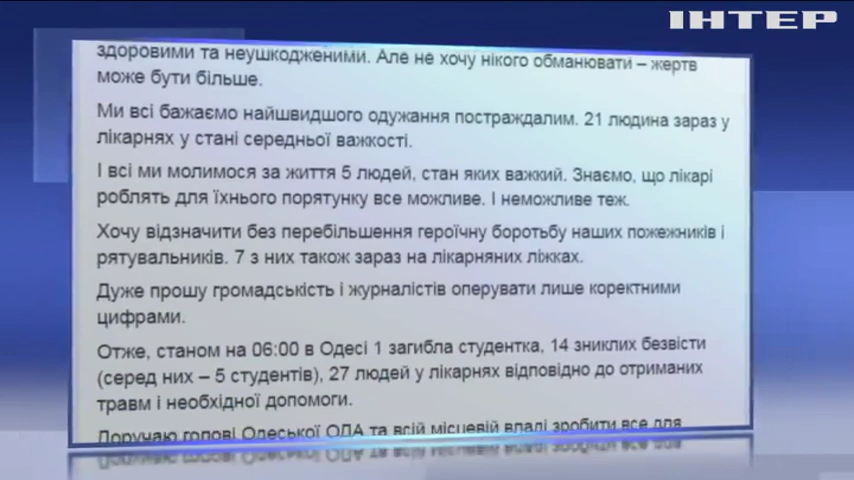 ІНТЕР
здоровими та неушкодженими. Але не хочу нікого обманювати – жертв
може бути більше.
Ми всі бажаємо найшвидшого одужання постраждалим. 21 людина зараз у
лікарнях у стані середньої важкості.
І всі ми молимося за життя 5 людей, стан яких важкий. Знаємо, що лікарі
роблять для їхнього порятунку все можливе. І неможливе теж.
Хочу відзначити без перебільшення героїчну боротьбу наших пожежників і
рятувальників. 7 з них також зараз на лікарняних ліжках.
Дуже прошу громадськість і журналістів оперувати лише коректними
цифрами.
Отже, станом на 06:00 в Одесі 1 загибла студентка, 14 зниклих безвісти
(серед них – 5 студентів), 27 людей у лікарнях відповідно до отриманих
травм і необхідної допомоги.
Доручаю голові Одеської ОДА та всій місцевій владі зробити все для